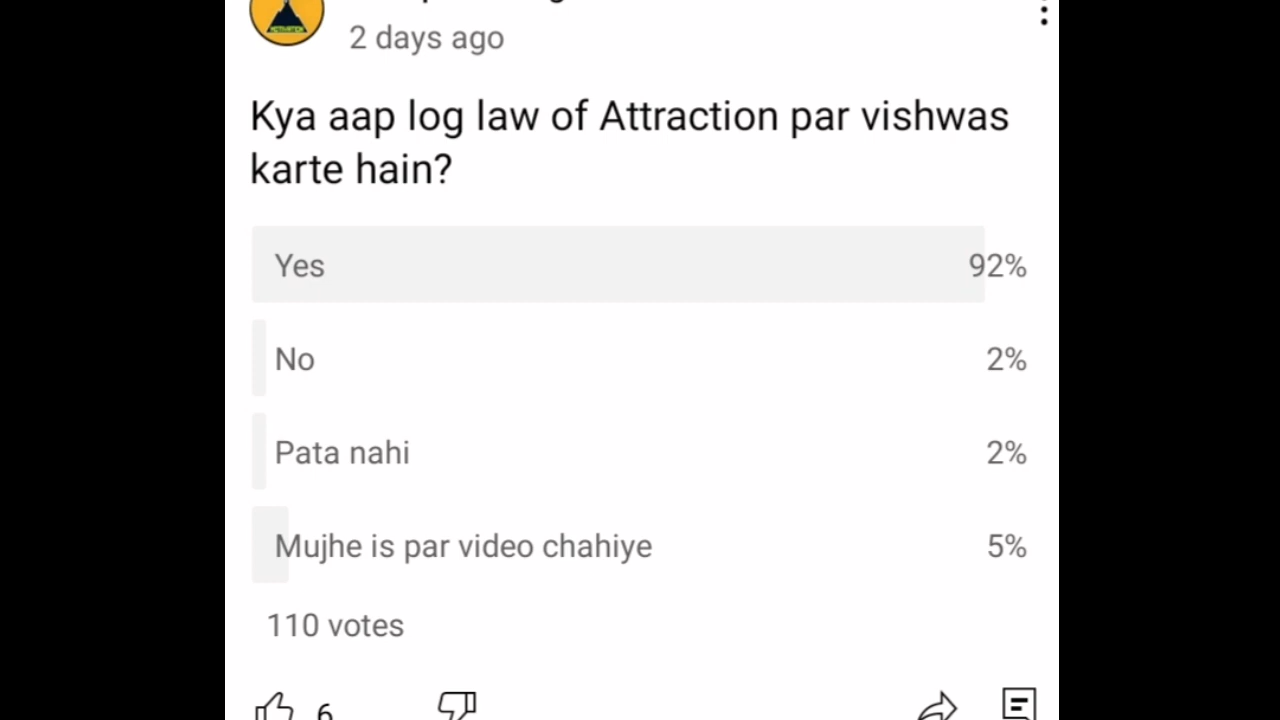 2 days ago
Kya aap log law of Attraction par vishwas
karte hain?
Yes 92%
No 2%
Pata nahi 2%
Mujhe is par video chahiye 5%
110 votes
6